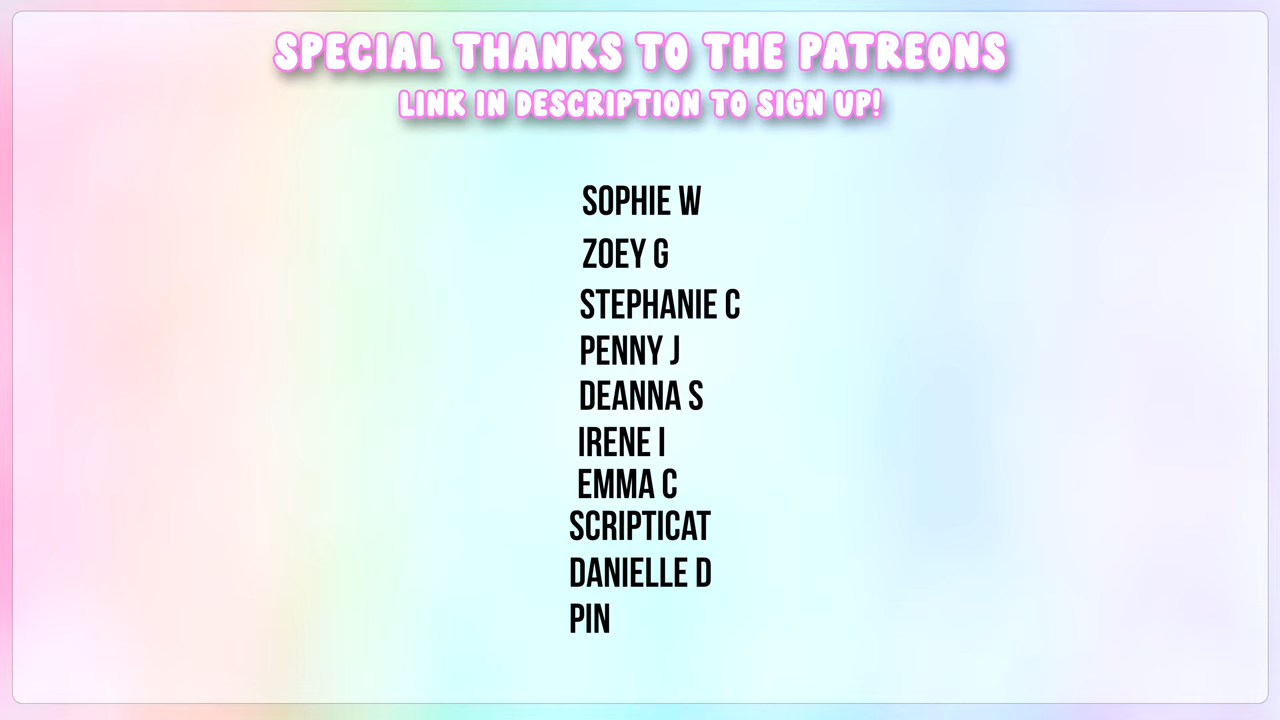 SPECIAL THANKS TO THE PATREONS
LINK IN DESCRIPTION TO SIGN UP!
SOPHIE W
ZOEY G
STEPHANIE C
PENNY J
DEANNA S
IRENE I
EMMA C
SCRIPTICAT
DANIELLE D
PIN